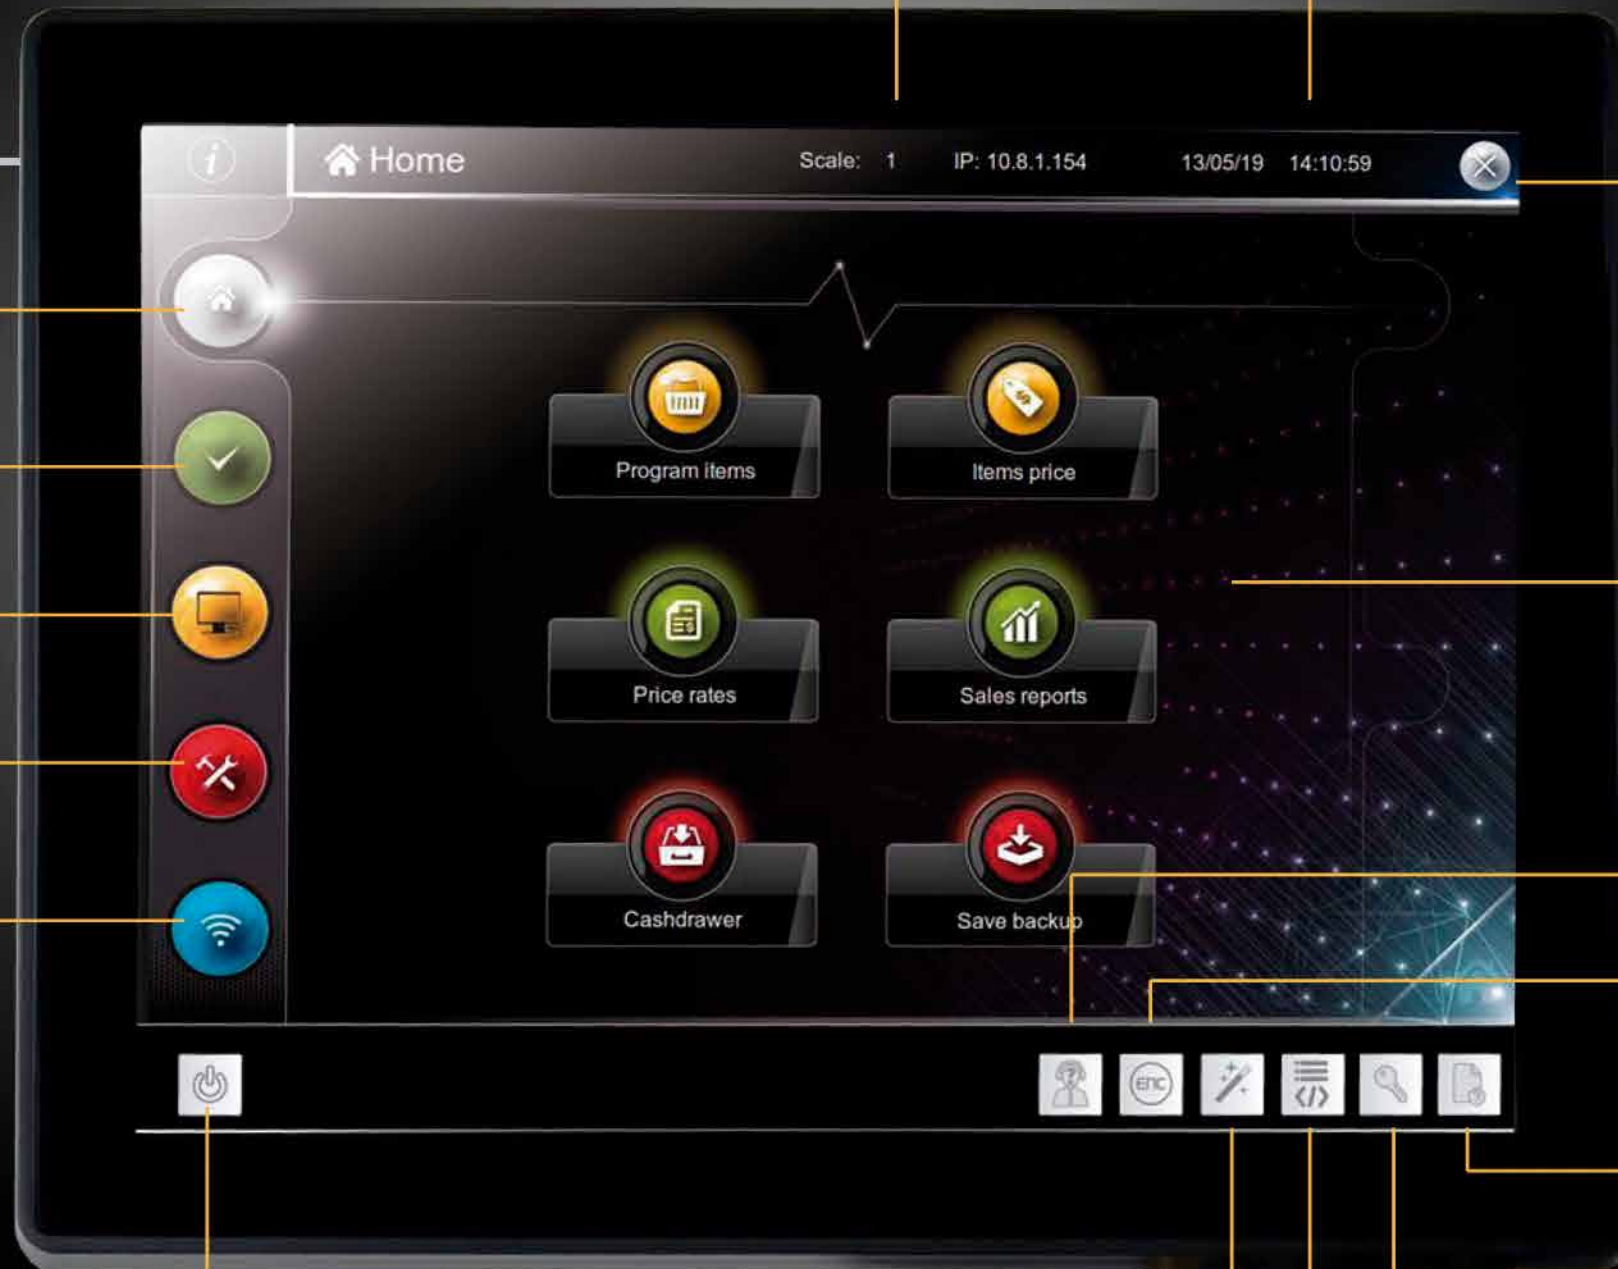 i
Home
Scale: 1 IP: 10.8.1.154 13/05/19 14:10:59
Program items
Items price
Price rates
Sales reports
Cashdrawer
Save backup
ENC